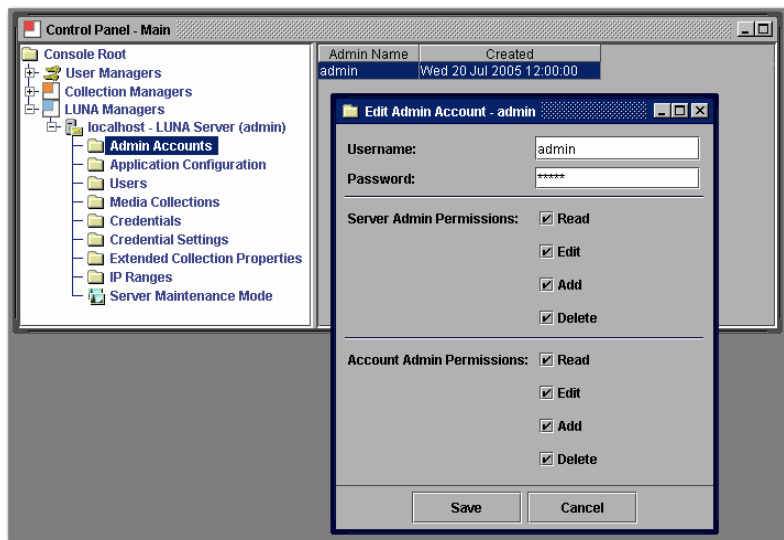 Control Panel - Main
Console Root
User Managers
Collection Managers
LUNA Managers
localhost - LUNA Server (admin)
Admin Accounts
Application Configuration
Users
Media Collections
Credentials
Credential Settings
Extended Collection Properties
IP Ranges
Server Maintenance Mode
Admin Name Created
admin Wed 20 Jul 2005 12:00:00
Edit Admin Account - admin
Username: admin
Password: *****
Server Admin Permissions: Read
Edit
Add
Delete
Account Admin Permissions: Read
Edit
Add
Delete
Save Cancel